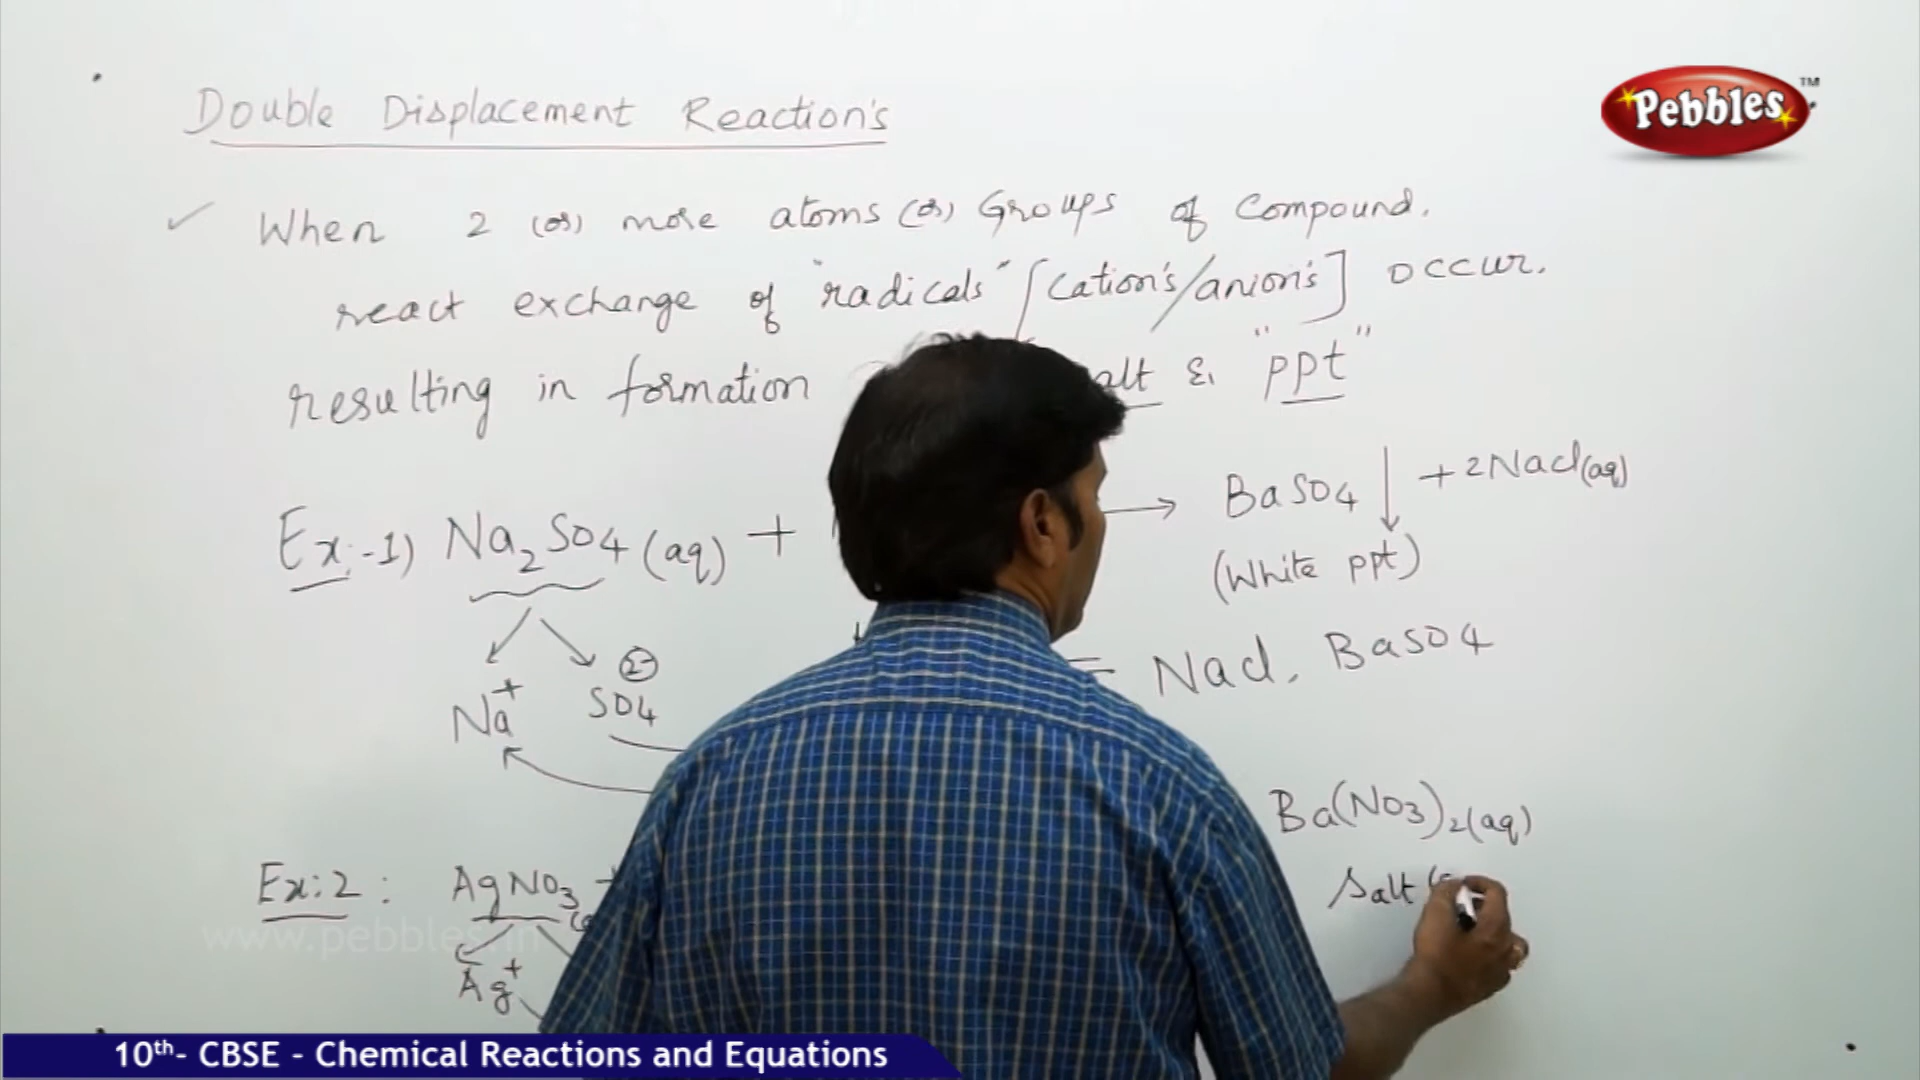 Double Displacement Reaction's
Pebbles™
When 2 (or) more atoms (or) Groups of Compound.
react exchange of "radicals" [Cation's/anion's] occur.
resulting in formation alt & "ppt"
Ex:-1) Na2SO4 (aq) + → BaSO4 ↓ + 2Nacl(aq)
(White ppt)
Na+ SO4 2-
= Nacl, BaSO4
Ba(NO3)2(aq)
Salt
Ex:2 : AgNO3 +
www.pebbles.in
Ag+
10th- CBSE - Chemical Reactions and Equations